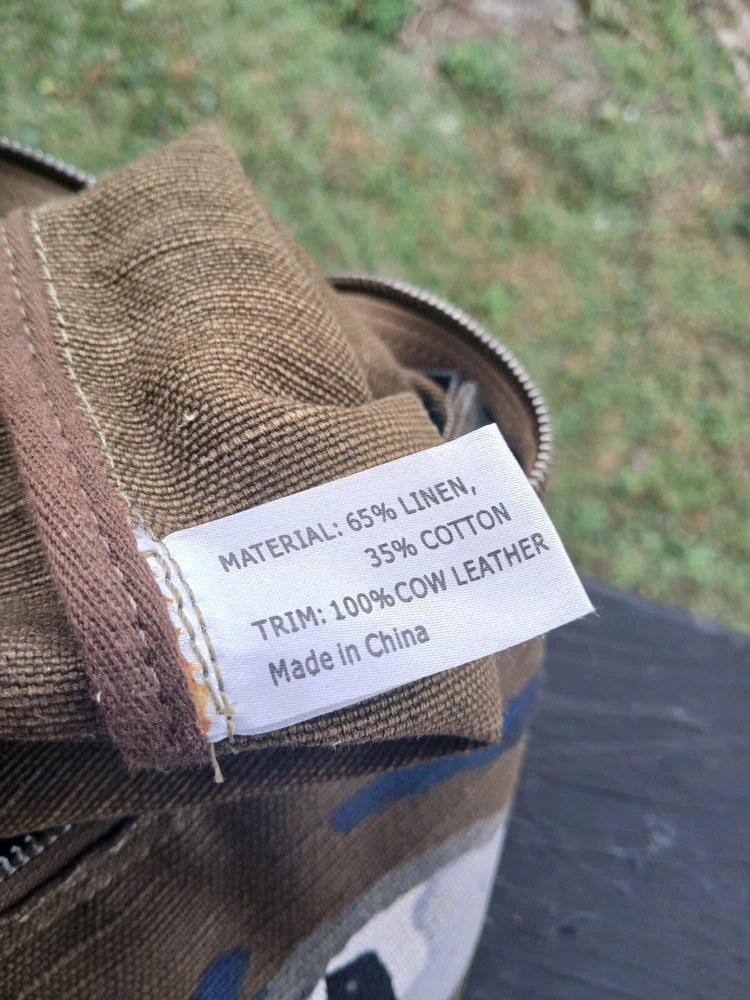 MATERIAL: 65% LINEN,
35% COTTON
TRIM: 100%COW LEATHER
Made in China